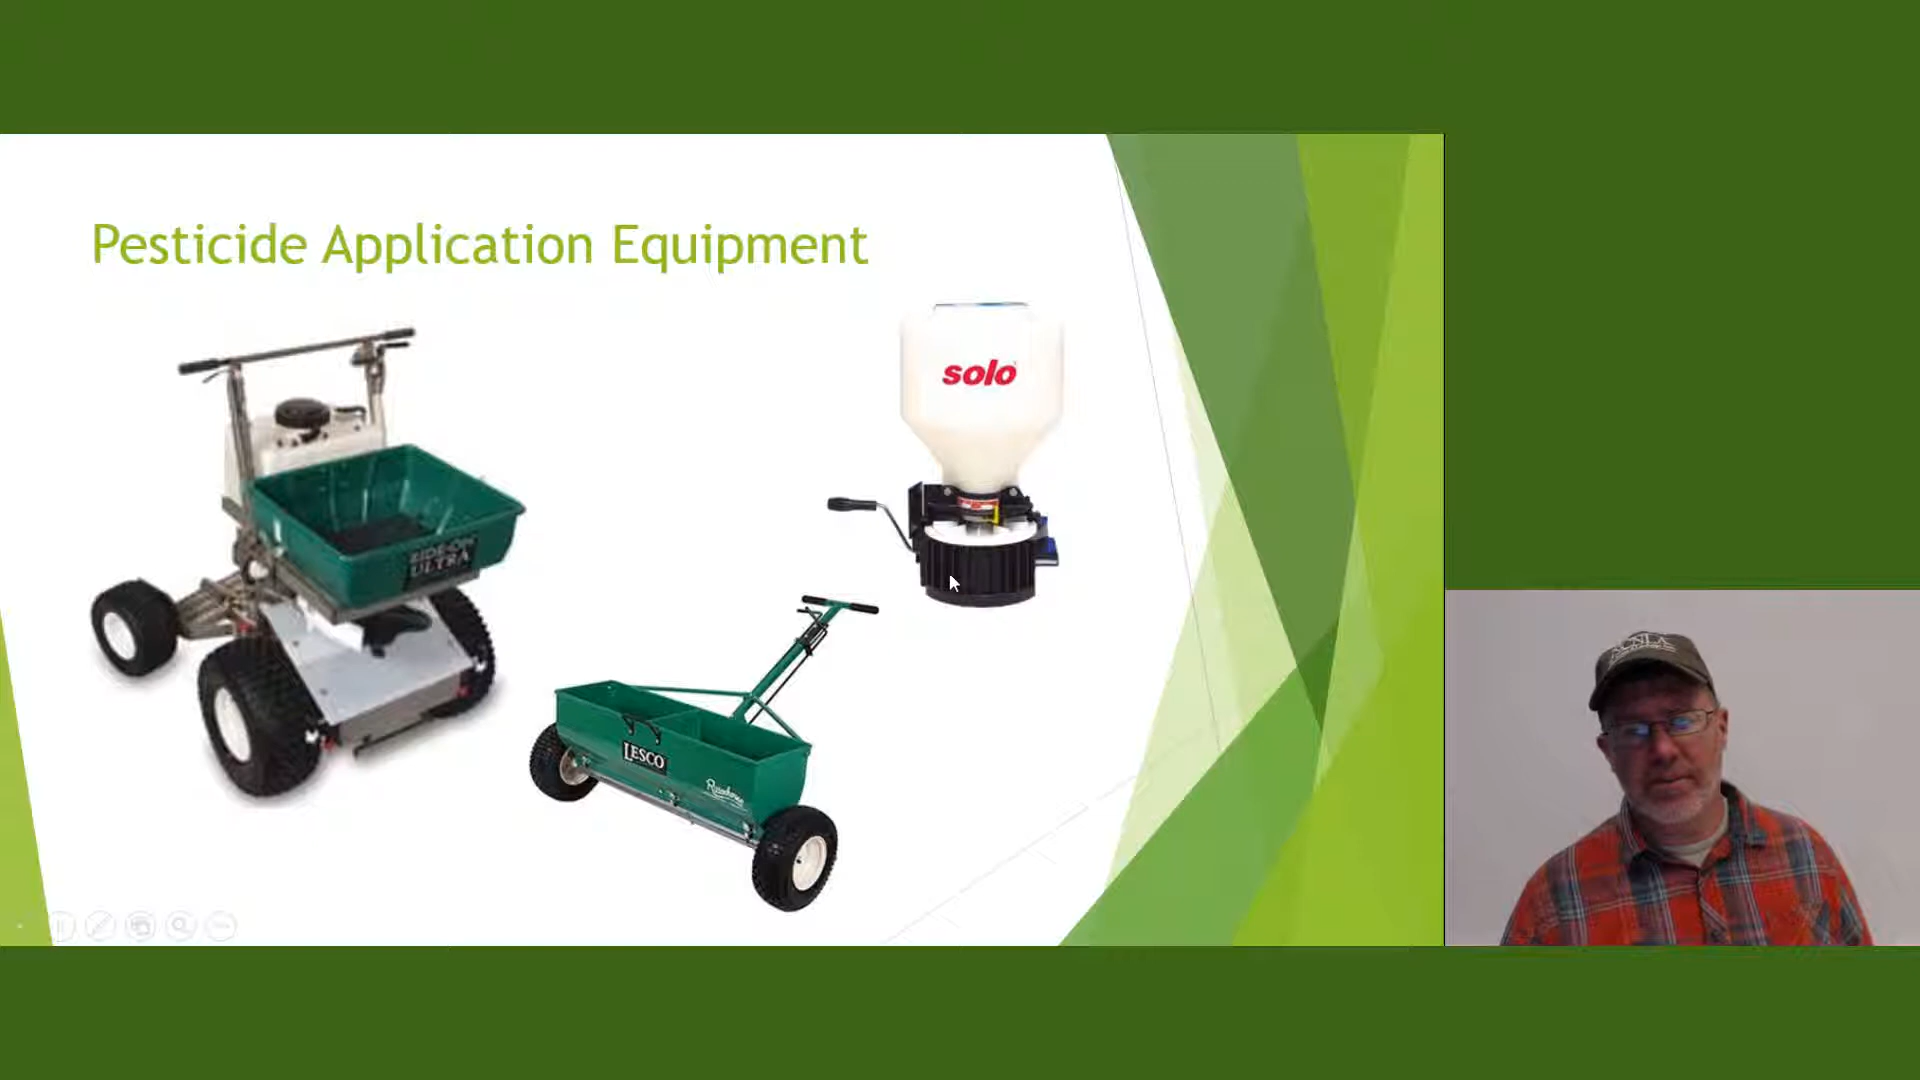 Pesticide Application Equipment
solo
RIDE-ON
ULTRA
LESCO